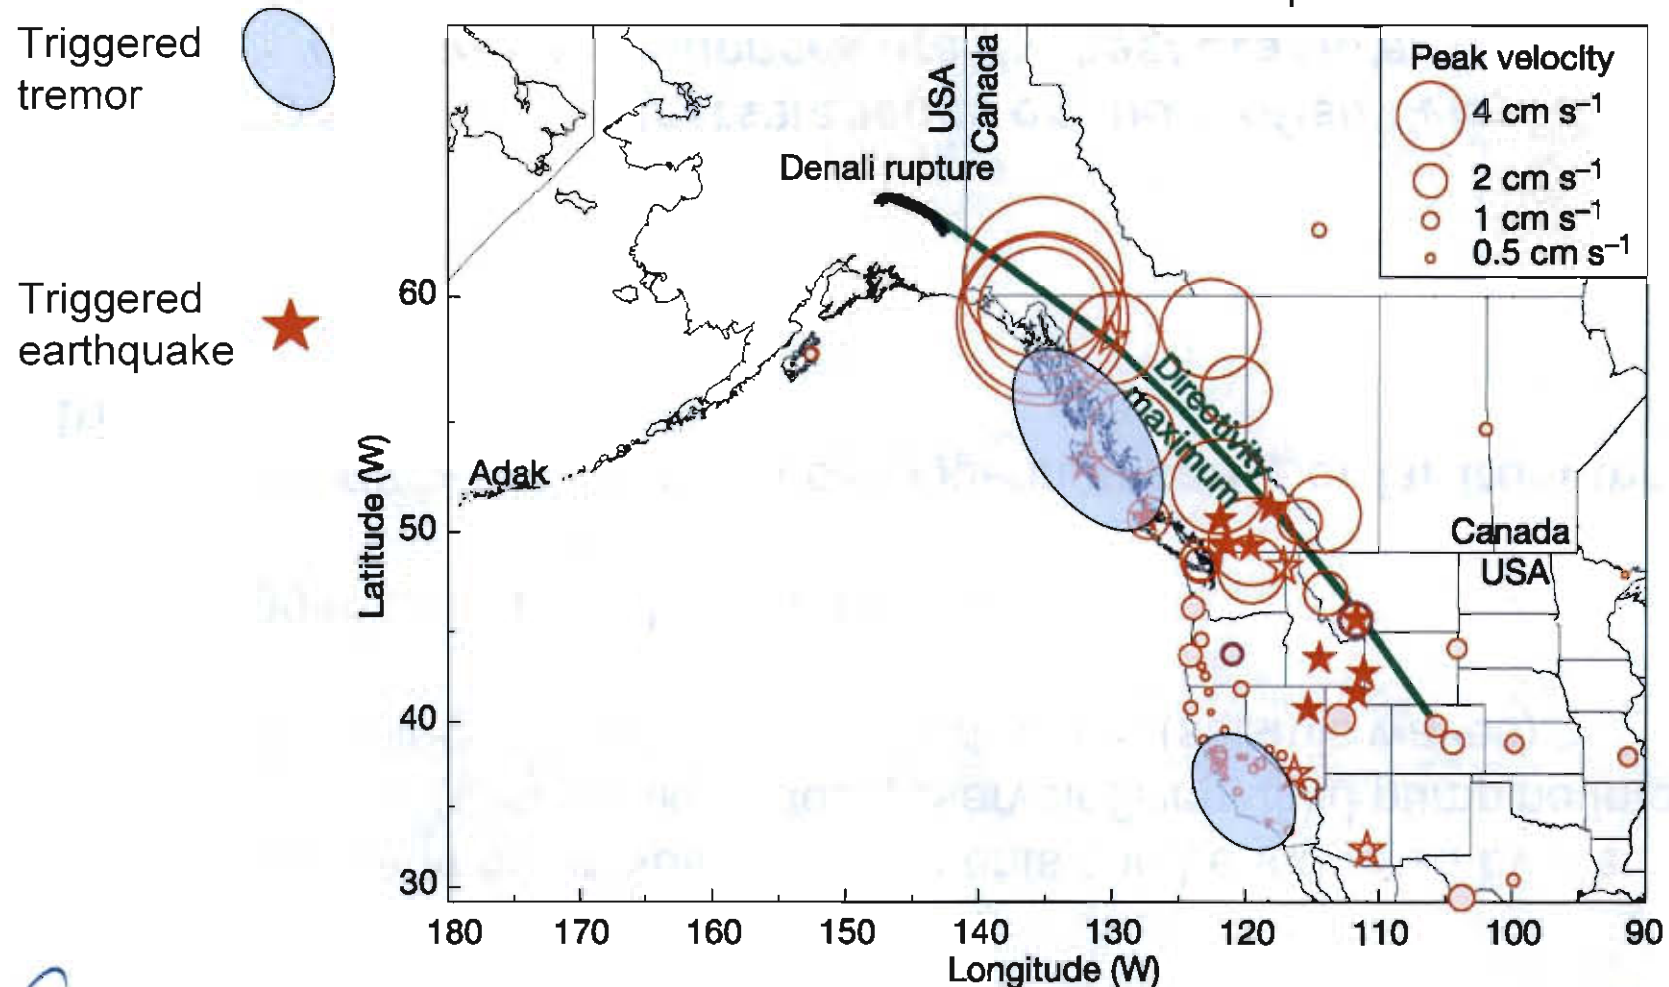 Triggered
tremor
Triggered
earthquake
USA
Canada
Denali rupture
Peak velocity
4 cm s⁻¹
2 cm s⁻¹
1 cm s⁻¹
0.5 cm s⁻¹
Directivity
maximum
Adak
Canada
USA
Latitude (W)
60
50
40
30
180 170 160 150 140 130 120 110 100 90
Longitude (W)